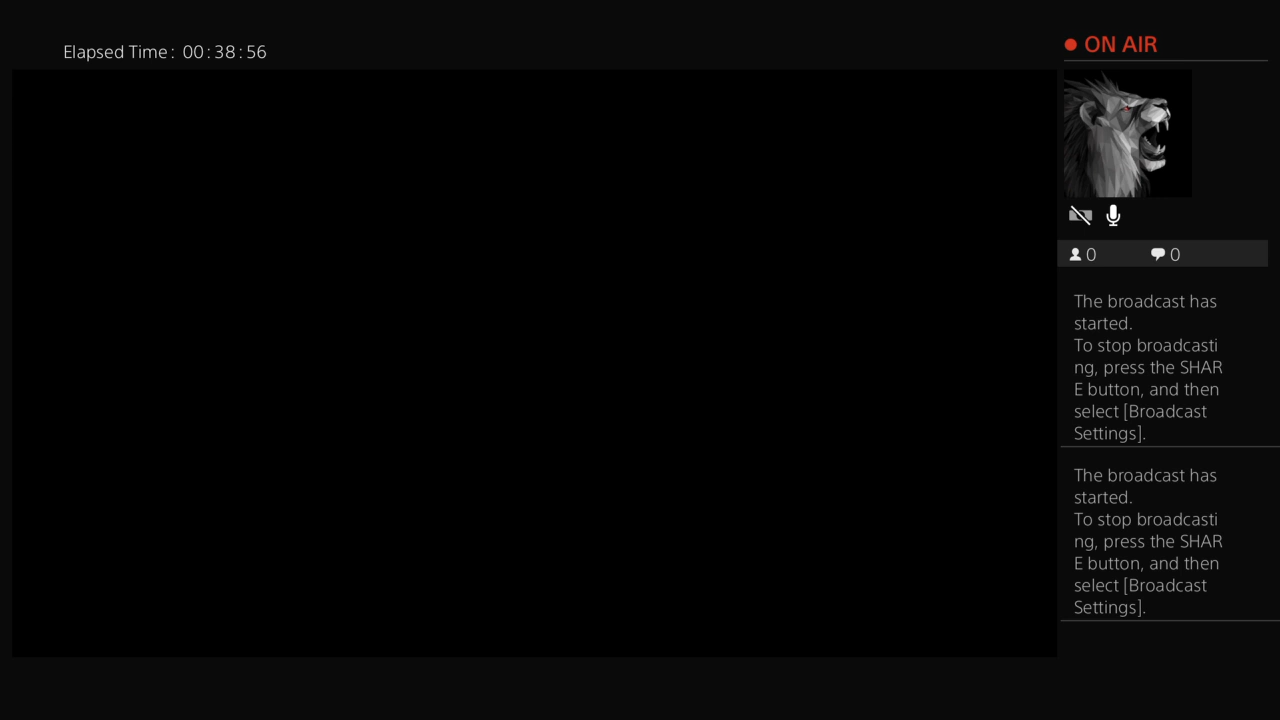 Elapsed Time: 00:38:56
ON AIR
0 0
The broadcast has
started.
To stop broadcasti
ng, press the SHAR
E button, and then
select [Broadcast
Settings].
The broadcast has
started.
To stop broadcasti
ng, press the SHAR
E button, and then
select [Broadcast
Settings].